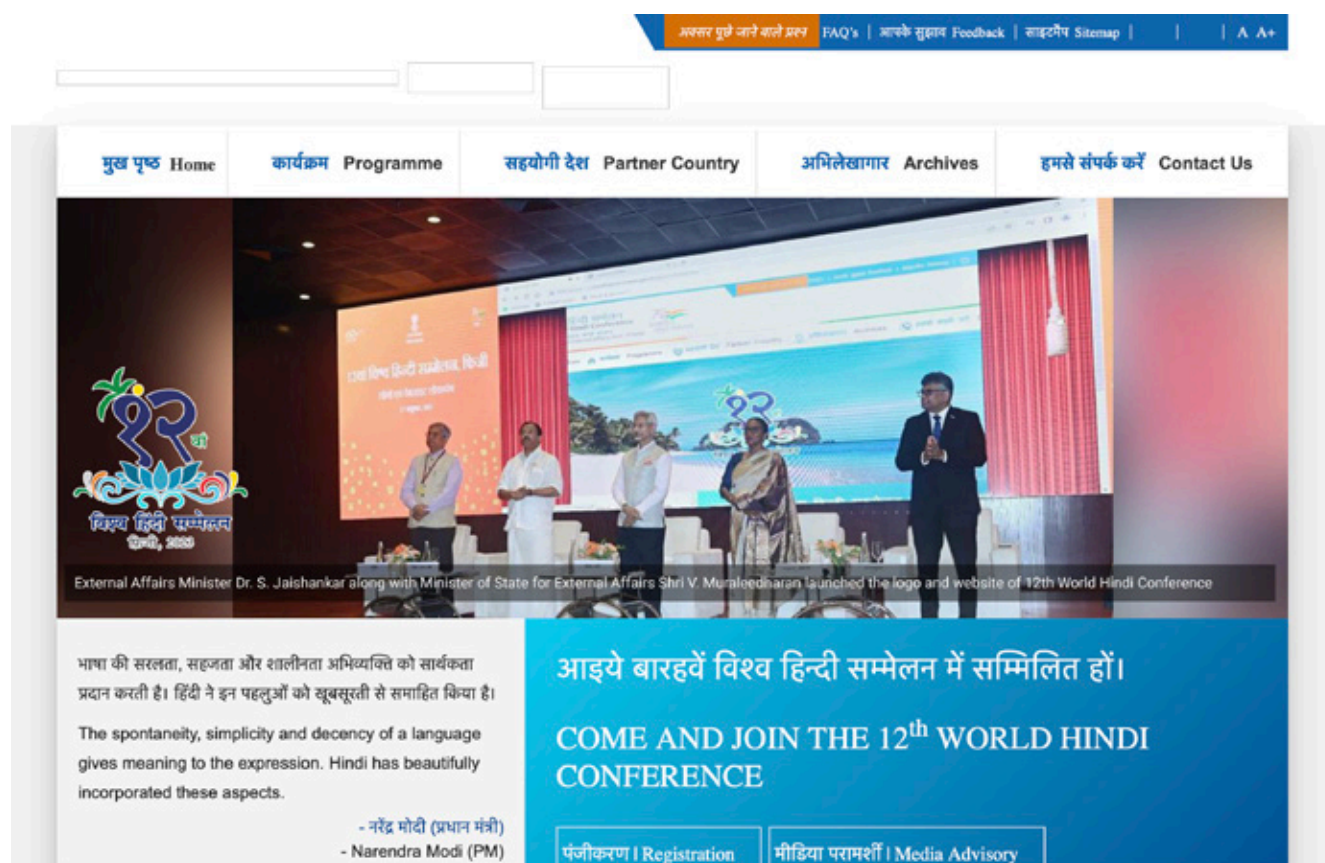 अक्सर पूछे जाने वाले प्रश्न FAQ's | आपके सुझाव Feedback | साइटमैप Sitemap | | | A A+
मुख पृष्ठ Home कार्यक्रम Programme सहयोगी देश Partner Country अभिलेखागार Archives हमसे संपर्क करें Contact Us
12वां विश्व हिन्दी सम्मेलन, फिजी
१२वां
विश्व हिंदी सम्मेलन
फिजी, 2023
External Affairs Minister Dr. S. Jaishankar along with Minister of State for External Affairs Shri V. Muraleedharan launched the logo and website of 12th World Hindi Conference
भाषा की सरलता, सहजता और शालीनता अभिव्यक्ति को सार्थकता
प्रदान करती है। हिंदी ने इन पहलुओं को खूबसूरती से समाहित किया है।
The spontaneity, simplicity and decency of a language
gives meaning to the expression. Hindi has beautifully
incorporated these aspects.
- नरेंद्र मोदी (प्रधान मंत्री)
- Narendra Modi (PM)
आइये बारहवें विश्व हिन्दी सम्मेलन में सम्मिलित हों।
COME AND JOIN THE 12th WORLD HINDI
CONFERENCE
पंजीकरण | Registration मीडिया परामर्शी | Media Advisory